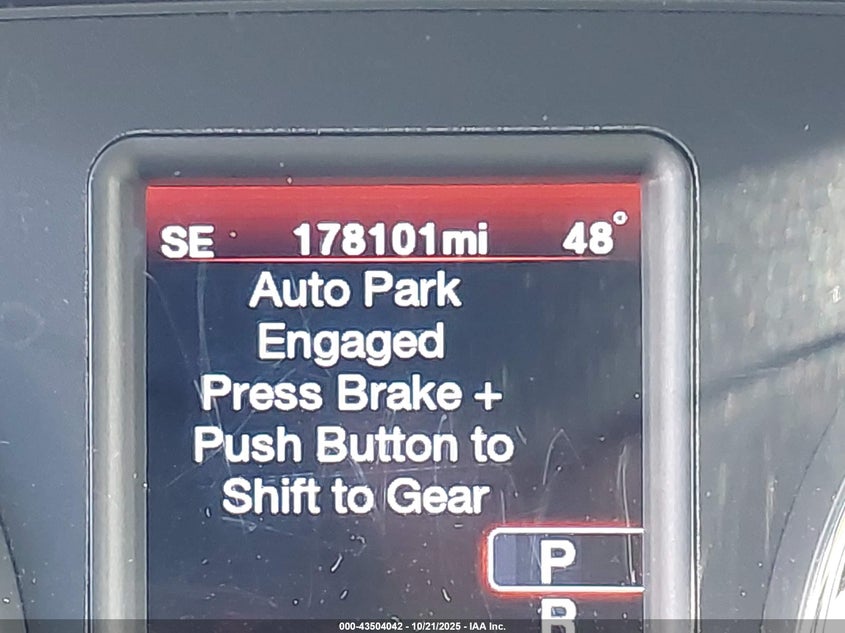 SE 178101mi 48°
Auto Park
Engaged
Press Brake +
Push Button to
Shift to Gear
P
R
000-43504042 - 10/21/2025 - IAA Inc.